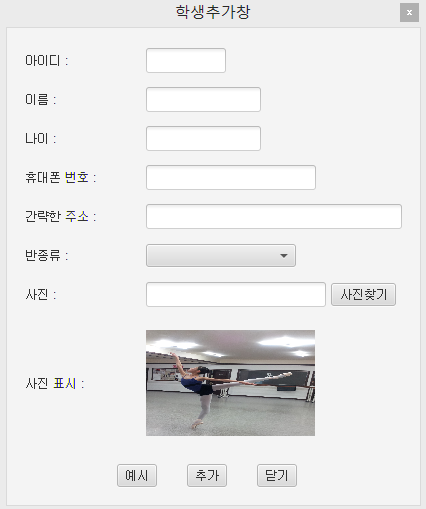 학생추가창
x
아이디 :
이름 :
나이 :
휴대폰 번호 :
간략한 주소 :
반종류 :
사진 : 사진찾기
사진 표시 :
예시 추가 닫기